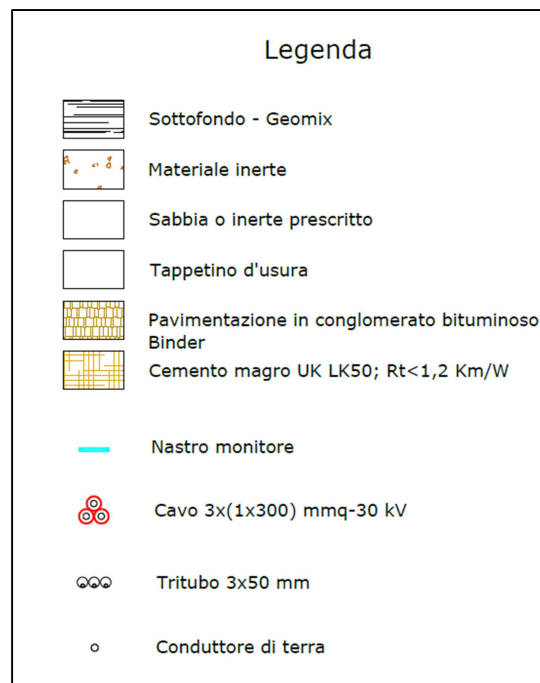 Legenda
Sottofondo - Geomix
Materiale inerte
Sabbia o inerte prescritto
Tappetino d'usura
Pavimentazione in conglomerato bituminoso
Binder
Cemento magro UK LK50; Rt<1,2 Km/W
Nastro monitore
Cavo 3x(1x300) mmq-30 kV
Tritubo 3x50 mm
Conduttore di terra